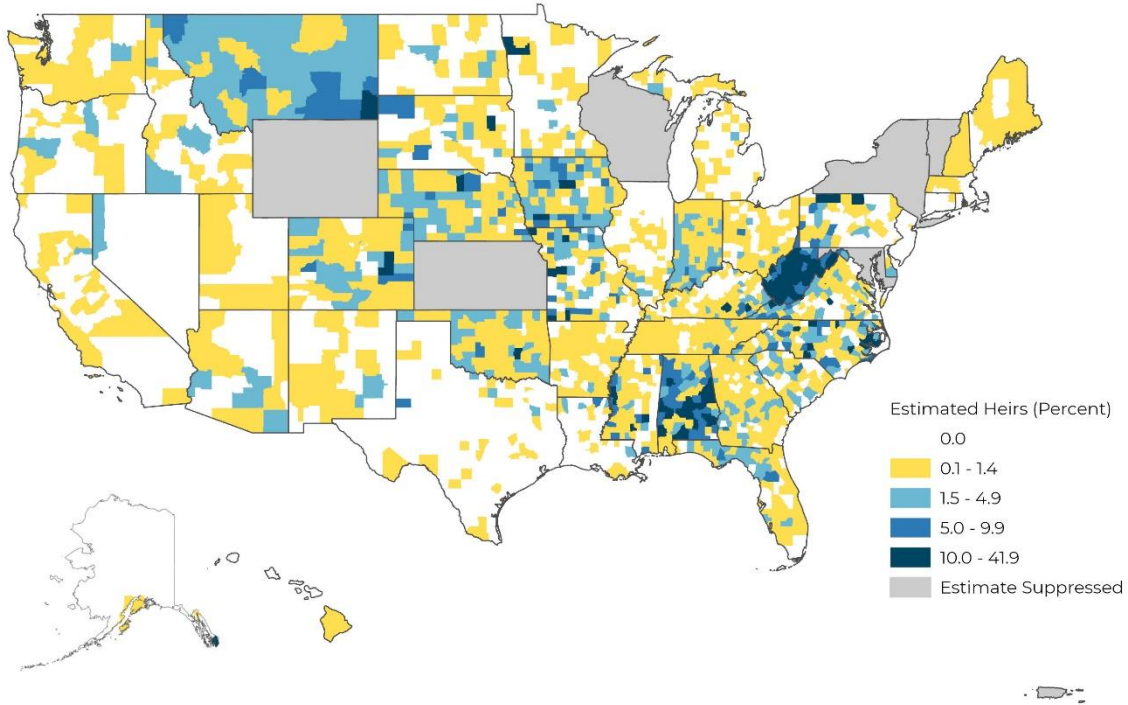 Estimated Heirs (Percent)
0.0
0.1 - 1.4
1.5 - 4.9
5.0 - 9.9
10.0 - 41.9
Estimate Suppressed